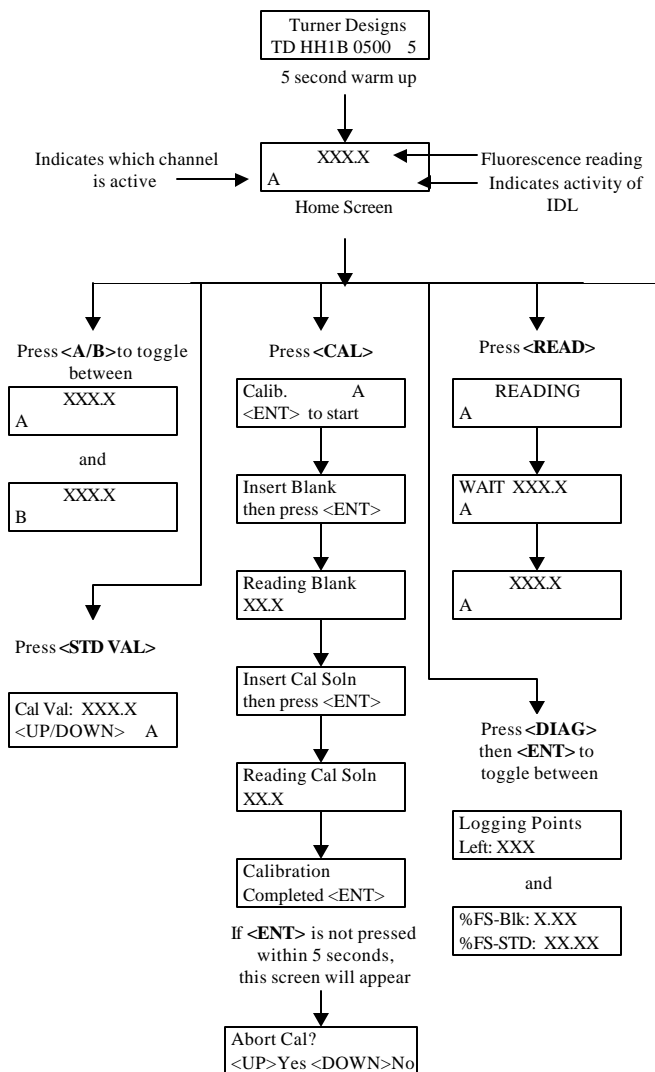 Turner Designs
TD HH1B 0500 5
5 second warm up
Indicates which channel
is active
XXX.X
A
Fluorescence reading
Indicates activity of
IDL
Home Screen
Press <A/B> to toggle
between
XXX.X
A
and
XXX.X
B
Press <STD VAL>
Cal Val: XXX.X
<UP/DOWN> A
Press <CAL>
Calib. A
<ENT> to start
Insert Blank
then press <ENT>
Reading Blank
XX.X
Insert Cal Soln
then press <ENT>
Reading Cal Soln
XX.X
Calibration
Completed <ENT>
If <ENT> is not pressed
within 5 seconds,
this screen will appear
Abort Cal?
<UP>Yes <DOWN>No
Press <READ>
READING
A
WAIT XXX.X
A
XXX.X
A
Press <DIAG>
then <ENT> to
toggle between
Logging Points
Left: XXX
and
%FS-Blk: X.XX
%FS-STD: XX.XX